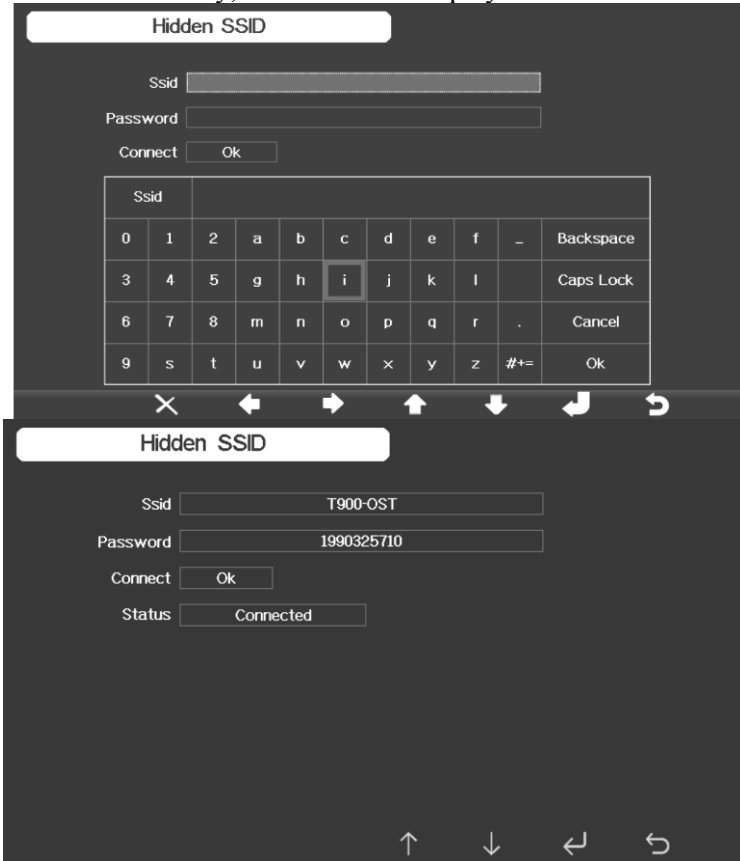 Hidden SSID
Ssid
Password
Connect Ok
Ssid
0 1 2 a b c d e f _ Backspace
3 4 5 g h i j k l Caps Lock
6 7 8 m n o p q r . Cancel
9 s t u v w x y z #+= Ok
Hidden SSID
Ssid T900-OST
Password 1990325710
Connect Ok
Status Connected